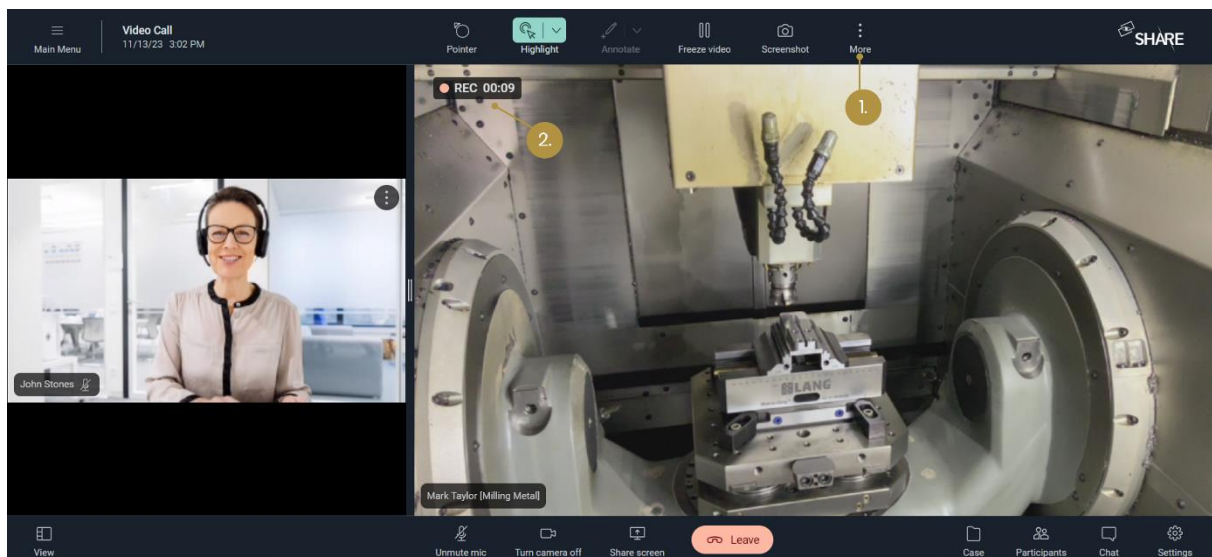 Main Menu
Video Call
11/13/23 3:02 PM
Pointer
Highlight
Annotate
Freeze video
Screenshot
More
SHARE
REC 00:09
1.
2.
John Stones
LANG
Mark Taylor [Milling Metal]
View
Unmute mic
Turn camera off
Share screen
Leave
Case
Participants
Chat
Settings